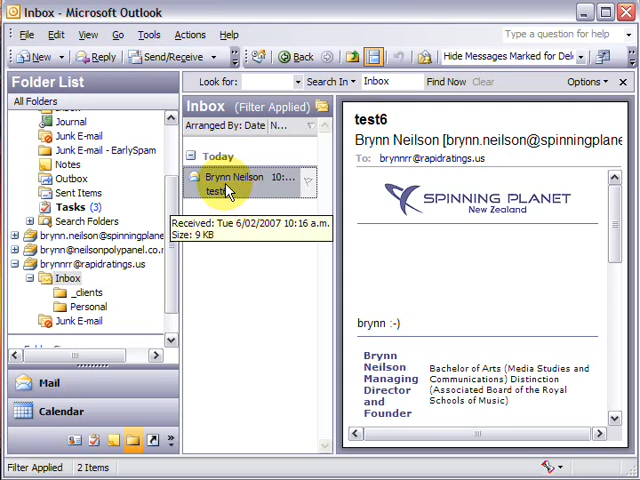 Inbox - Microsoft Outlook
File Edit View Go Tools Actions Help
Type a question for help
New Reply Send/Receive Back Hide Messages Marked for Del
Look for: Search In Inbox Find Now Clear Options
Folder List
All Folders
Journal
Junk E-mail
Junk E-mail - EarlySpam
Notes
Outbox
Sent Items
Tasks (3)
Search Folders
brynn.neilson@spinningplane
brynn@neilsonpolygon.co.n
brynnrr@rapidratings.us
Inbox
_clients
Personal
Junk E-mail
Mail
Calendar
Inbox (Filter Applied)
Arranged By: Date N...
Today
Brynn Neilson 10:...
test6
Received: Tue 6/02/2007 10:16 a.m.
Size: 9 KB
test6
Brynn Neilson [brynn.neilson@spinningplane
To: brynnrr@rapidratings.us
SPINNING PLANET
New Zealand
brynn :-)
Brynn
Neilson
Managing
Director
and
Founder
Bachelor of Arts (Media Studies and
Communications) Distinction
(Associated Board of the Royal
Schools of Music)
Filter Applied 2 Items